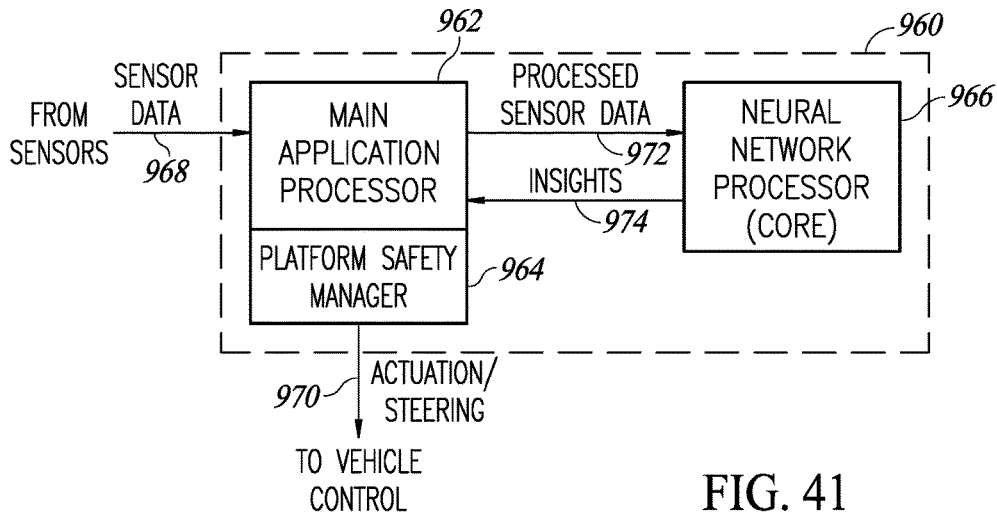 962
960
SENSOR
DATA
968
FROM
SENSORS
MAIN
APPLICATION
PROCESSOR
PROCESSED
SENSOR DATA
972
INSIGHTS
974
NEURAL
NETWORK
PROCESSOR
(CORE)
966
PLATFORM SAFETY
MANAGER
964
970
ACTUATION/
STEERING
TO VEHICLE
CONTROL
FIG. 41